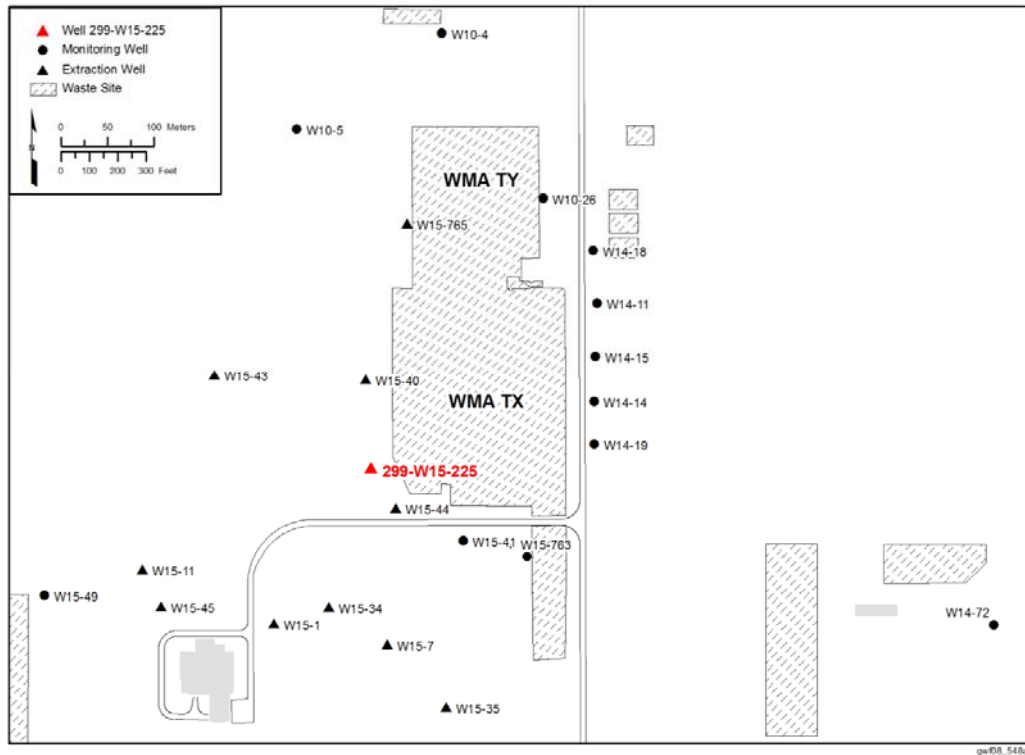 Well 299-W15-225
Monitoring Well
Extraction Well
Waste Site
N
0 50 100 Meters
0 100 200 300 Feet
W10-4
W10-5
WMA TY
W10-26
W15-765
W14-18
W14-11
W14-15
W15-43
W15-40
WMA TX
W14-14
W14-19
299-W15-225
W15-44
W15-41
W15-763
W15-11
W15-49
W15-45
W15-34
W15-1
W14-72
W15-7
W15-35
gwf08_548a